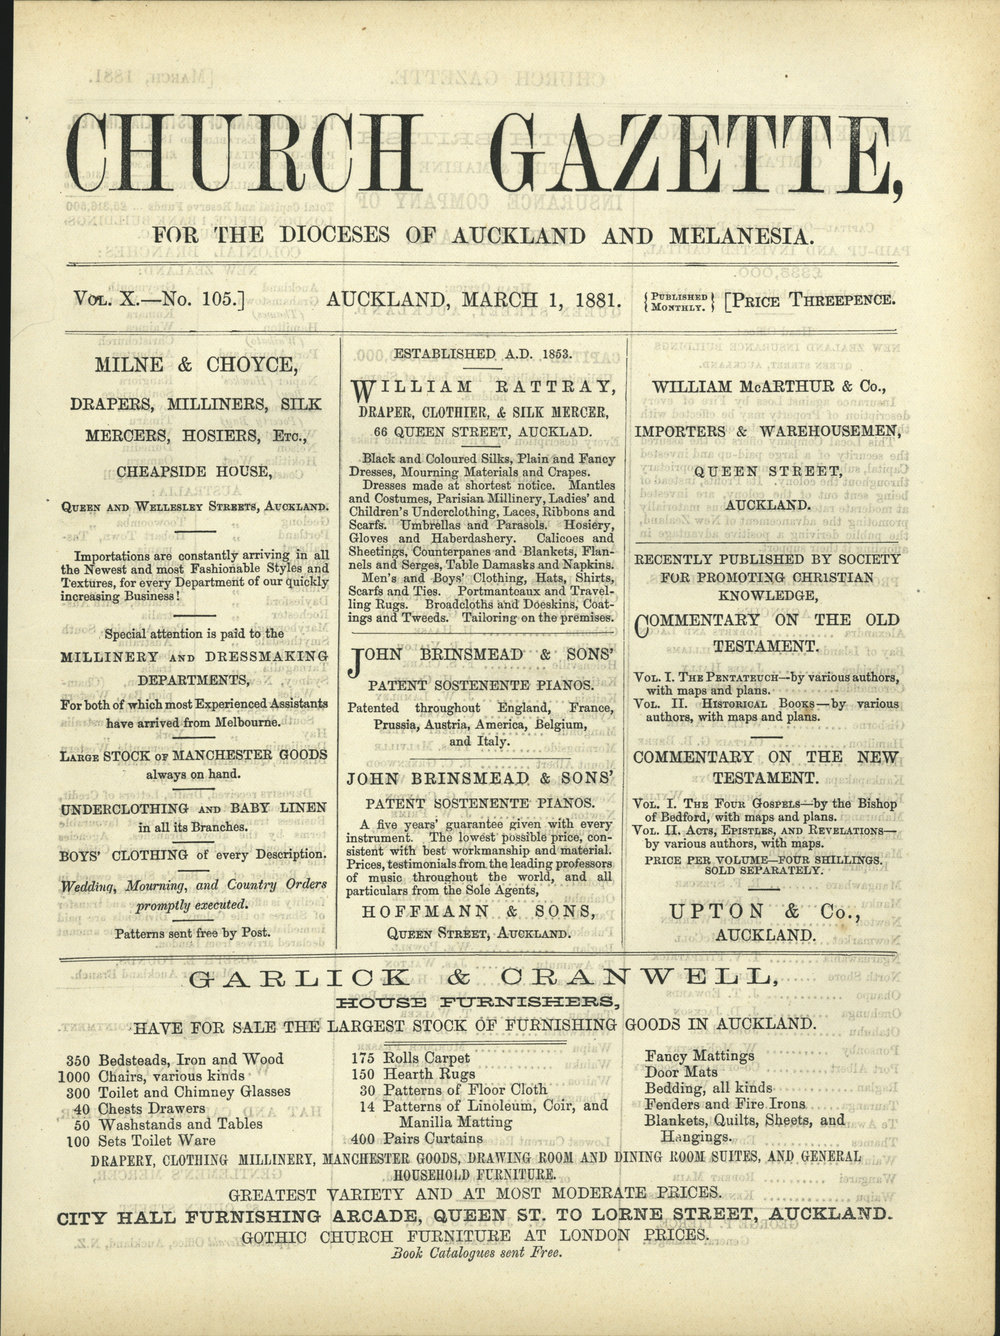 CHURCH GAZETTE,
FOR THE DIOCESES OF AUCKLAND AND MELANESIA.
VOL. X.—No. 105.]
AUCKLAND, MARCH 1, 1881.
{PUBLISHED MONTHLY.} [PRICE THREEPENCE.
MILNE & CHOYCE,
DRAPERS, MILLINERS, SILK
MERCERS, HOSIERS, ETC.,
CHEAPSIDE HOUSE,
QUEEN AND WELLESLEY STREETS, AUCKLAND.
Importations are constantly arriving in all
the Newest and most Fashionable Styles and
Textures, for every Department of our quickly
increasing Business!
Special attention is paid to the
MILLINERY AND DRESSMAKING
DEPARTMENTS,
For both of which most Experienced Assistants
have arrived from Melbourne.
LARGE STOCK OF MANCHESTER GOODS
always on hand.
UNDERCLOTHING AND BABY LINEN
in all its Branches.
BOYS' CLOTHING of every Description.
Wedding, Mourning, and Country Orders
promptly executed.
Patterns sent free by Post.
ESTABLISHED A.D. 1853.
WILLIAM RATTRAY,
DRAPER, CLOTHIER, & SILK MERCER,
66 QUEEN STREET, AUCKLAD.
Black and Coloured Silks, Plain and Fancy
Dresses, Mourning Materials and Crapes.
Dresses made at shortest notice. Mantles
and Costumes, Parisian Millinery, Ladies' and
Children's Underclothing, Laces, Ribbons and
Scarfs. Umbrellas and Parasols. Hosiery,
Gloves and Haberdashery. Calicoes and
Sheetings, Counterpanes and Blankets, Flan-
nels and Serges, Table Damasks and Napkins.
Men's and Boys' Clothing, Hats, Shirts,
Scarfs and Ties. Portmanteaux and Travel-
ling Rugs. Broadcloths and Doeskins, Coat-
ings and Tweeds. Tailoring on the premises.
JOHN BRINSMEAD & SONS'
PATENT SOSTENENTE PIANOS.
Patented throughout England, France,
Prussia, Austria, America, Belgium,
and Italy.
JOHN BRINSMEAD & SONS'
PATENT SOSTENENTE PIANOS.
A five years' guarantee given with every
instrument. The lowest possible price, con-
sistent with best workmanship and material.
Prices, testimonials from the leading professors
of music throughout the world, and all
particulars from the Sole Agents,
HOFFMANN & SONS,
QUEEN STREET, AUCKLAND.
WILLIAM McARTHUR & Co.,
IMPORTERS & WAREHOUSEMEN,
QUEEN STREET,
AUCKLAND.
RECENTLY PUBLISHED BY SOCIETY
FOR PROMOTING CHRISTIAN
KNOWLEDGE,
COMMENTARY ON THE OLD
TESTAMENT.
VOL. I. THE PENTATEUCH—by various authors,
with maps and plans.
VOL. II. HISTORICAL BOOKS—by various
authors, with maps and plans.
COMMENTARY ON THE NEW
TESTAMENT.
VOL. I. THE FOUR GOSPELS—by the Bishop
of Bedford, with maps and plans.
VOL. II. ACTS, EPISTLES, AND REVELATIONS—
by various authors, with maps.
PRICE PER VOLUME—FOUR SHILLINGS.
SOLD SEPARATELY.
UPTON & Co.,
AUCKLAND.
GARLICK & CRANWELL,
HOUSE FURNISHERS,
HAVE FOR SALE THE LARGEST STOCK OF FURNISHING GOODS IN AUCKLAND.
350 Bedsteads, Iron and Wood
1000 Chairs, various kinds
300 Toilet and Chimney Glasses
40 Chests Drawers
50 Washstands and Tables
100 Sets Toilet Ware
175 Rolls Carpet
150 Hearth Rugs
30 Patterns of Floor Cloth
14 Patterns of Linoleum, Coir, and
Manilia Matting
400 Pairs Curtains
Fancy Mattings
Door Mats
Bedding, all kinds
Fenders and Fire Irons
Blankets, Quilts, Sheets, and
Hangings.
DRAPERY, CLOTHING MILLINERY, MANCHESTER GOODS, DRAWING ROOM AND DINING ROOM SUITES, AND GENERAL
HOUSEHOLD FURNITURE.
GREATEST VARIETY AND AT MOST MODERATE PRICES.
CITY HALL FURNISHING ARCADE, QUEEN ST. TO LORNE STREET, AUCKLAND.
GOTHIC CHURCH FURNITURE AT LONDON PRICES.
Book Catalogues sent Free.